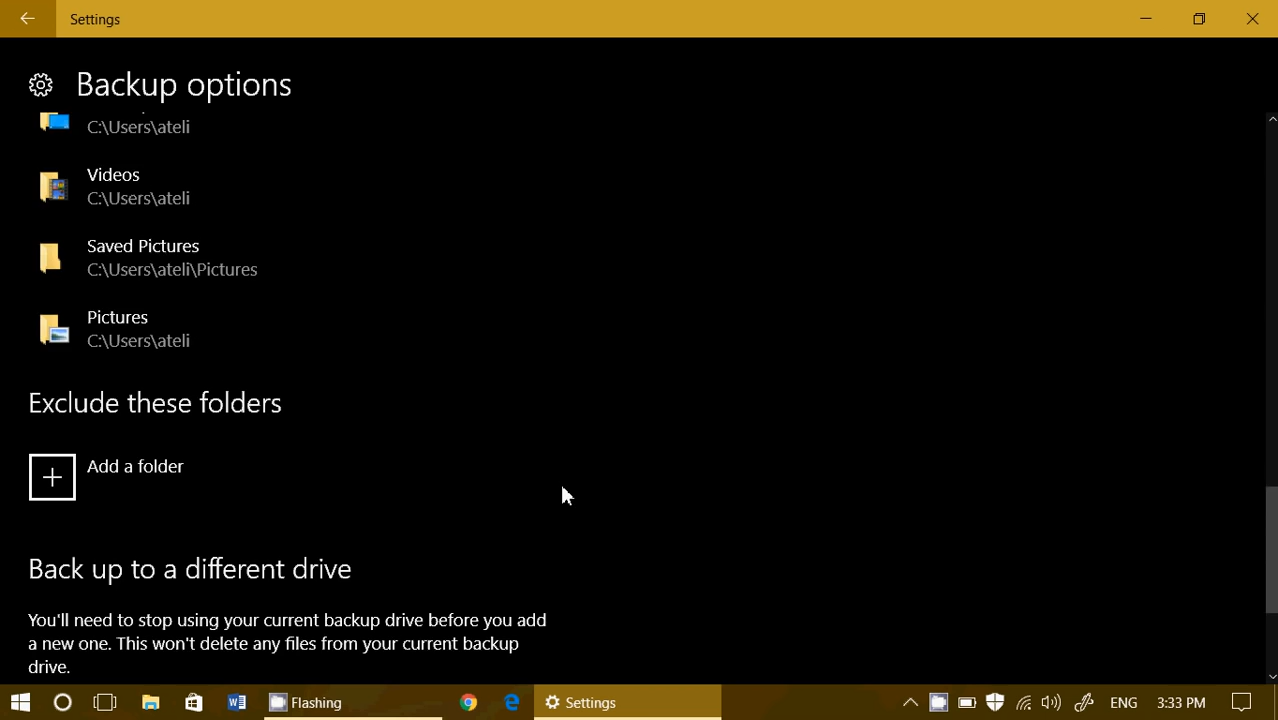 Settings
Backup options
C:\Users\ateli
Videos
C:\Users\ateli
Saved Pictures
C:\Users\ateli\Pictures
Pictures
C:\Users\ateli
Exclude these folders
Add a folder
Back up to a different drive
You'll need to stop using your current backup drive before you add
a new one. This won't delete any files from your current backup
drive.
Flashing
Settings
ENG
3:33 PM